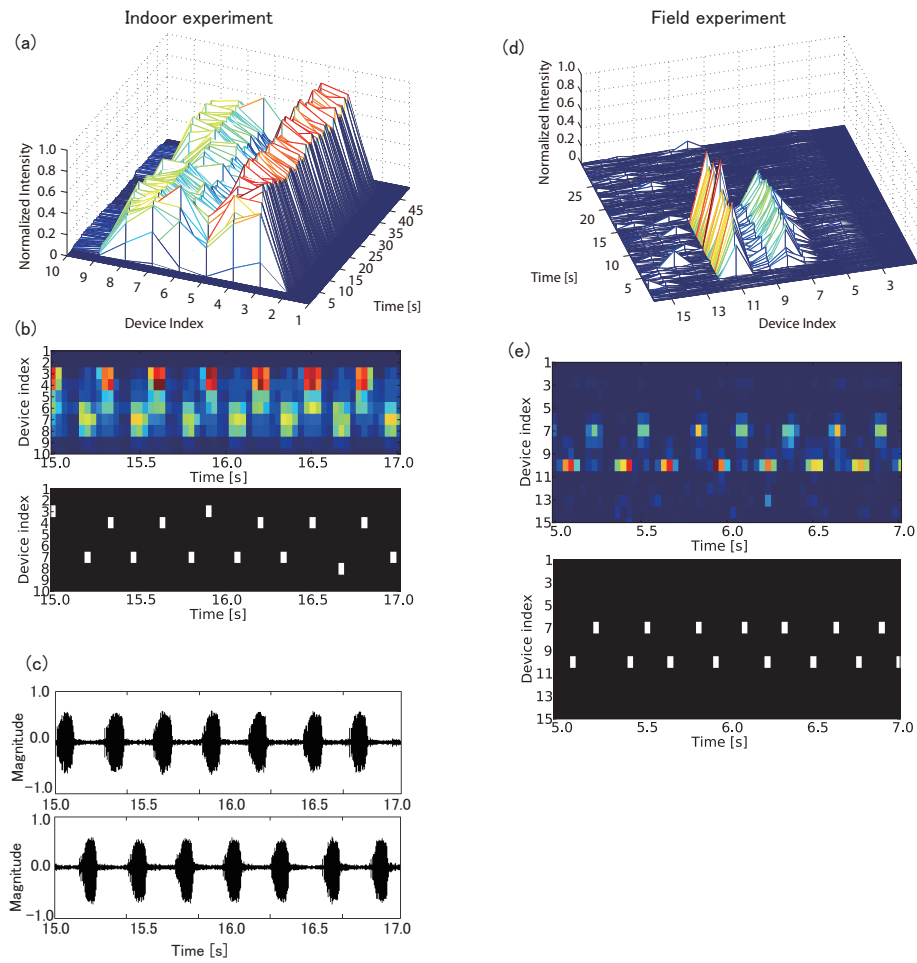 Indoor experiment
Field experiment
(a)
Normalized Intensity
1.0
0.8
0.6
0.4
0.2
0
10
9
8
7
6
5
4
3
2
1
Device Index
5
10
15
20
25
30
35
40
45
Time [s]
(d)
Normalized Intensity
1.0
0.8
0.6
0.4
0.2
0
25
20
15
10
5
Time [s]
15
13
11
9
7
5
3
Device Index
(b)
Device index
1
2
3
4
5
6
7
8
9
10
15.0 15.5 16.0 16.5 17.0
Time [s]
Device index
1
2
3
4
5
6
7
8
9
10
15.0 15.5 16.0 16.5 17.0
Time [s]
(e)
Device index
1
3
5
7
9
11
13
15
5.0 5.5 6.0 6.5 7.0
Time [s]
Device index
1
3
5
7
9
11
13
15
5.0 5.5 6.0 6.5 7.0
Time [s]
(c)
Magnitude
1.0
0.0
−1.0
15.0 15.5 16.0 16.5 17.0
Magnitude
1.0
0.0
−1.0
15.0 15.5 16.0 16.5 17.0
Time [s]